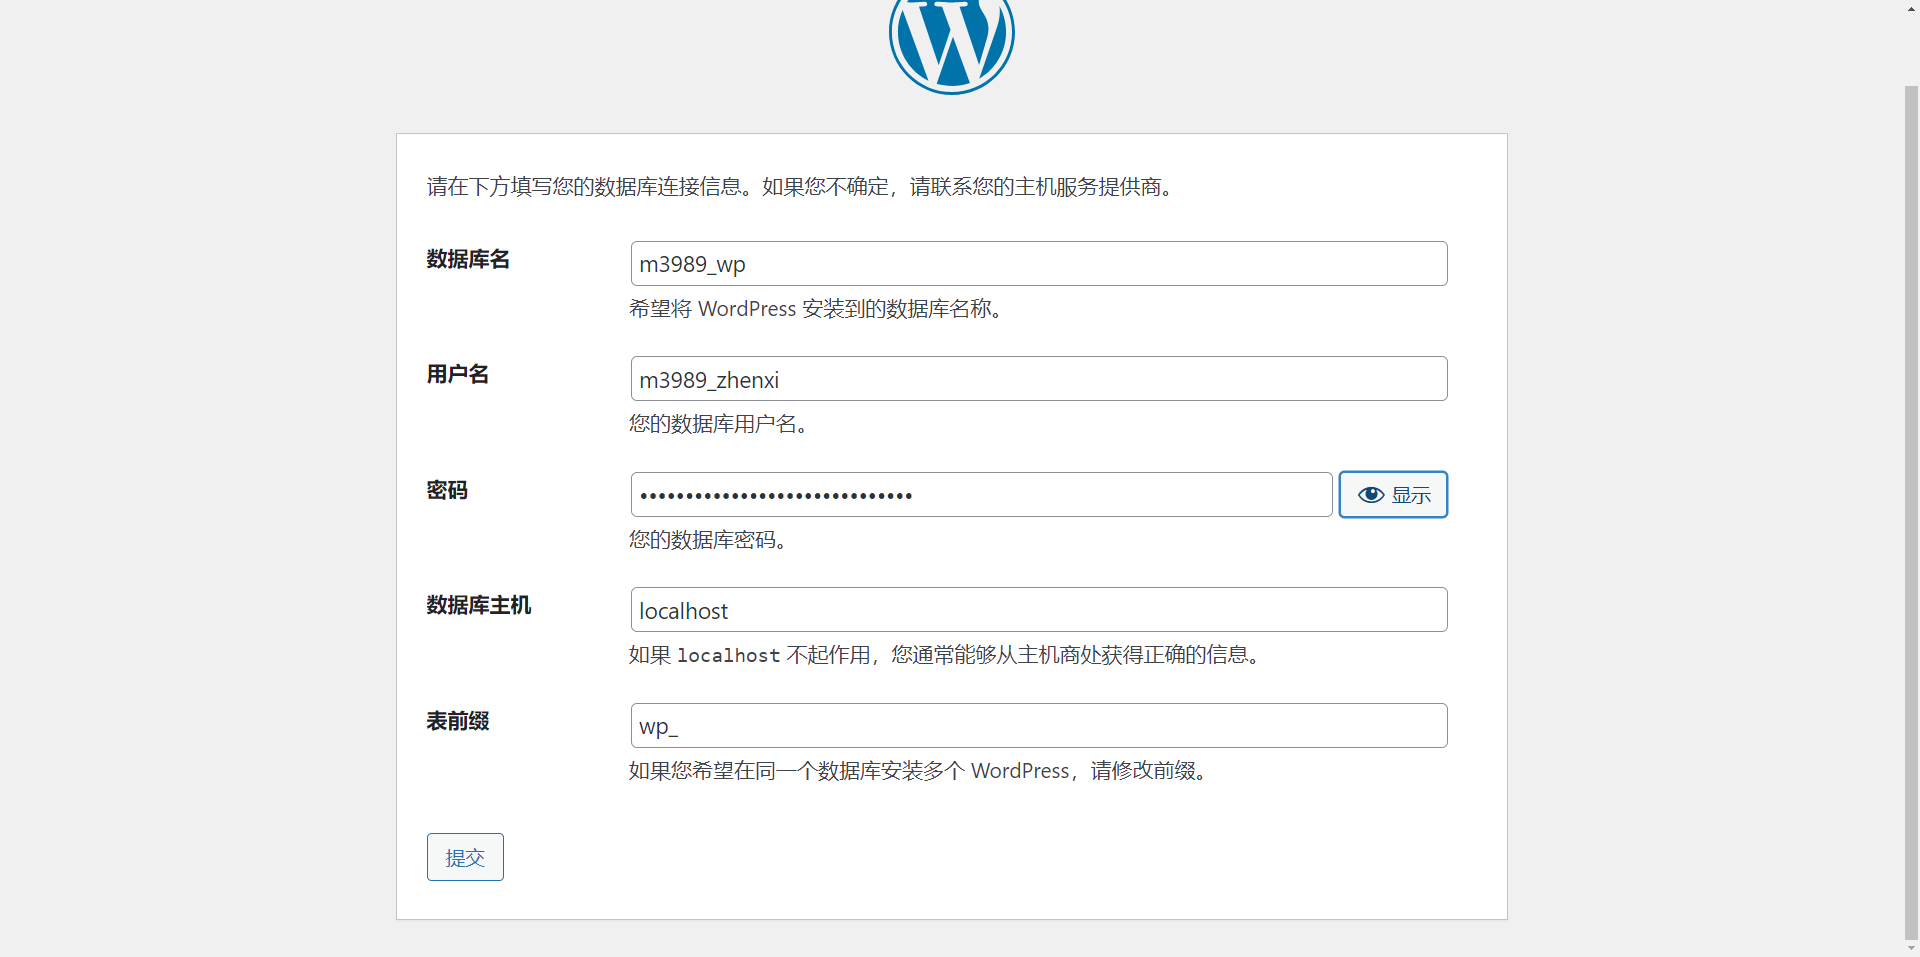 请在下方填写您的数据库连接信息。如果您不确定，请联系您的主机服务提供商。
数据库名
m3989_wp
希望将 WordPress 安装到的数据库名称。
用户名
m3989_zhenxi
您的数据库用户名。
密码
••••••••••••••••••••••••••••••
显示
您的数据库密码。
数据库主机
localhost
如果 localhost 不起作用，您通常能够从主机商处获得正确的信息。
表前缀
wp_
如果您希望在同一个数据库安装多个 WordPress，请修改前缀。
提交